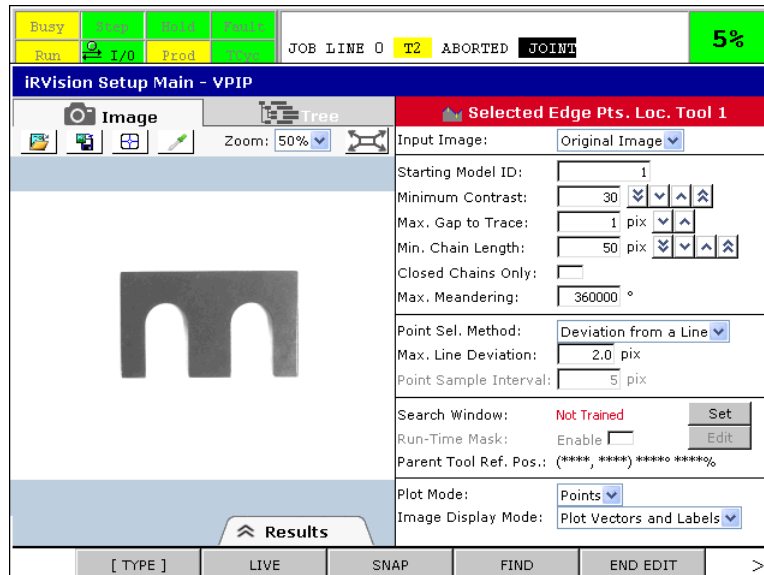 Busy Step Hold Fault
Run I/O Prod TCyc
JOB LINE 0 T2 ABORTED JOINT
5%
iRVision Setup Main - VPIP
Image Tree
Selected Edge Pts. Loc. Tool 1
Zoom: 50%
Input Image: Original Image
Starting Model ID: 1
Minimum Contrast: 30
Max. Gap to Trace: 1 pix
Min. Chain Length: 50 pix
Closed Chains Only:
Max. Meandering: 360000 °
Point Sel. Method: Deviation from a Line
Max. Line Deviation: 2.0 pix
Point Sample Interval: 5 pix
Search Window: Not Trained Set
Run-Time Mask: Enable Edit
Parent Tool Ref. Pos.: (****, ****) ****° ****%
Plot Mode: Points
Image Display Mode: Plot Vectors and Labels
Results
[ TYPE ] LIVE SNAP FIND END EDIT >